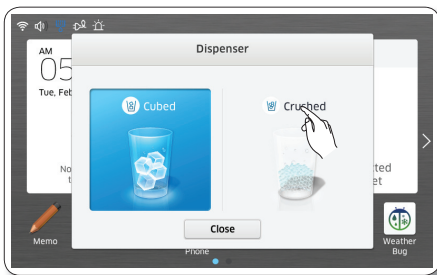 Dispenser
AM
05
Tue, Feb
Cubed
Crushed
No
t
ted
et
Close
Memo
Phone
Weather
Bug